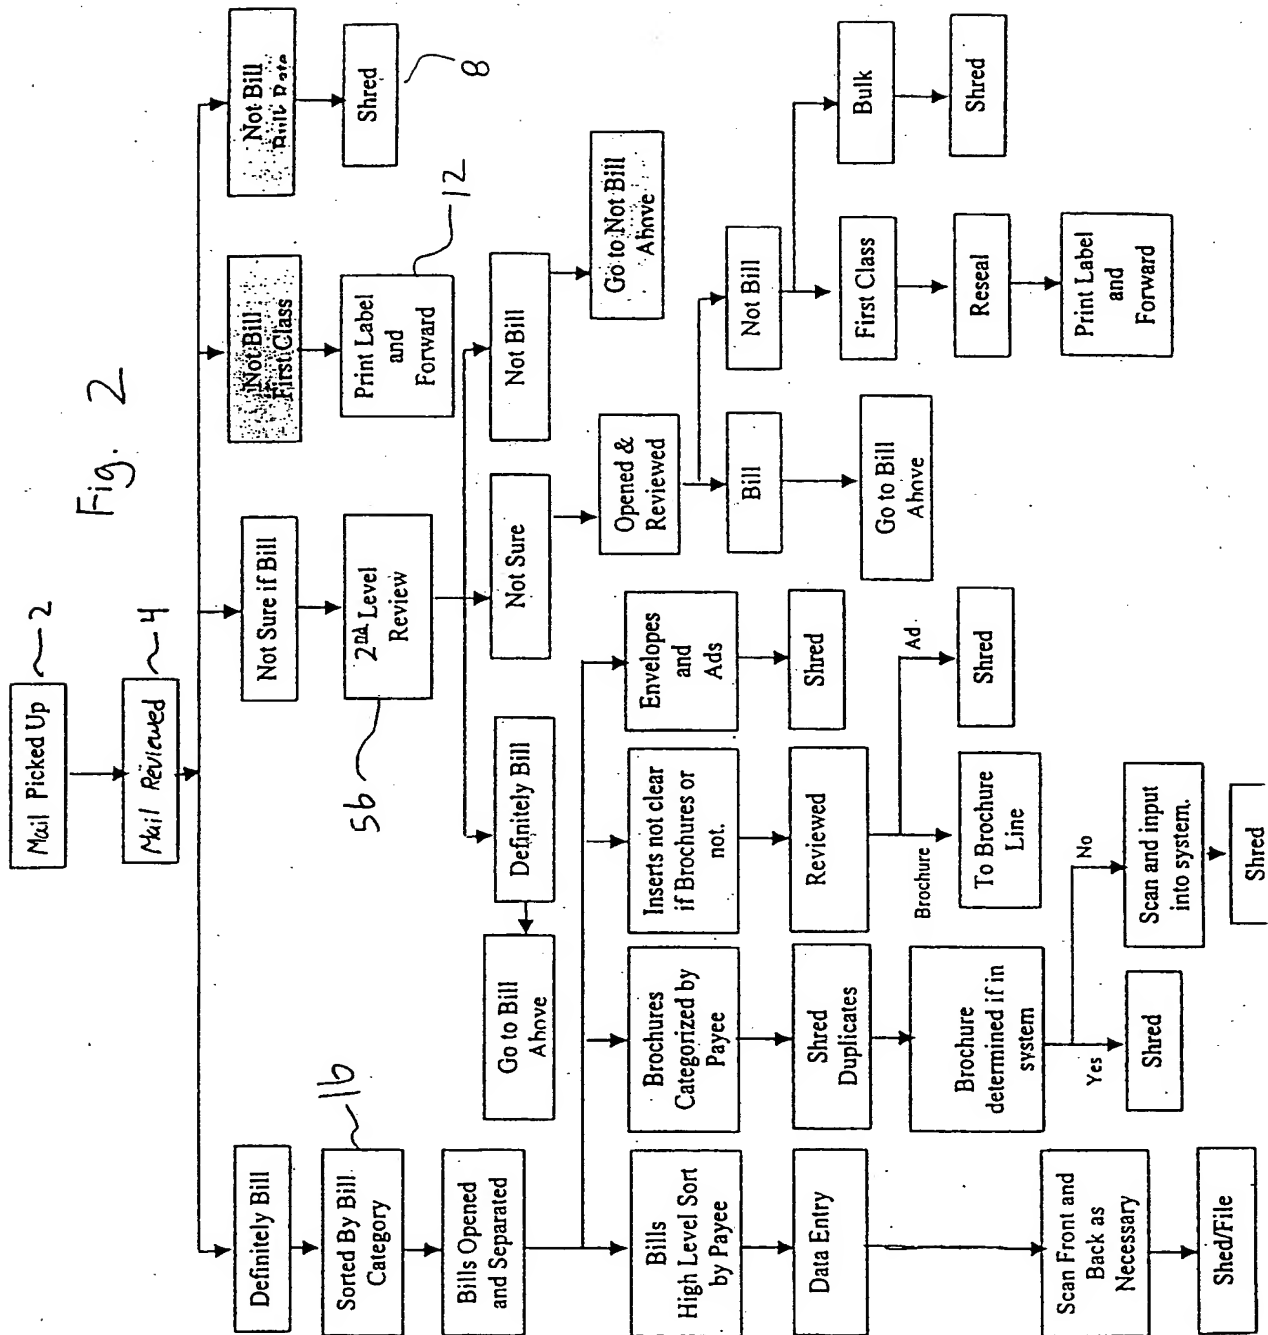 Fig. 2
Mail Picked Up
2
Mail Reviewed
4
Definitely Bill
Not Sure if Bill
Not Bill
First Class
Not Bill
Bulk Rate
Sorted By Bill
Category
16
2nd Level
Review
5b
Print Label
and
Forward
12
Shred
8
Bills Opened
and Separated
Go to Bill
Above
Definitely Bill
Not Sure
Not Bill
Opened &
Reviewed
Go to Not Bill
Above
Bills
High Level Sort
by Payee
Brochures
Categorized by
Payee
Inserts not clear
if Brochures or
not.
Envelopes
and
Ads
Bill
Not Bill
Data Entry
Shred
Duplicates
Reviewed
Shred
Go to Bill
Above
First Class
Bulk
Brochure
Ad
Brochure
determined if in
system
To Brochure
Line
Shred
Reseal
Shred
Yes
No
Scan Front and
Back as
Necessary
Shred
Scan and input
into system.
Print Label
and
Forward
Shed/File
Shred